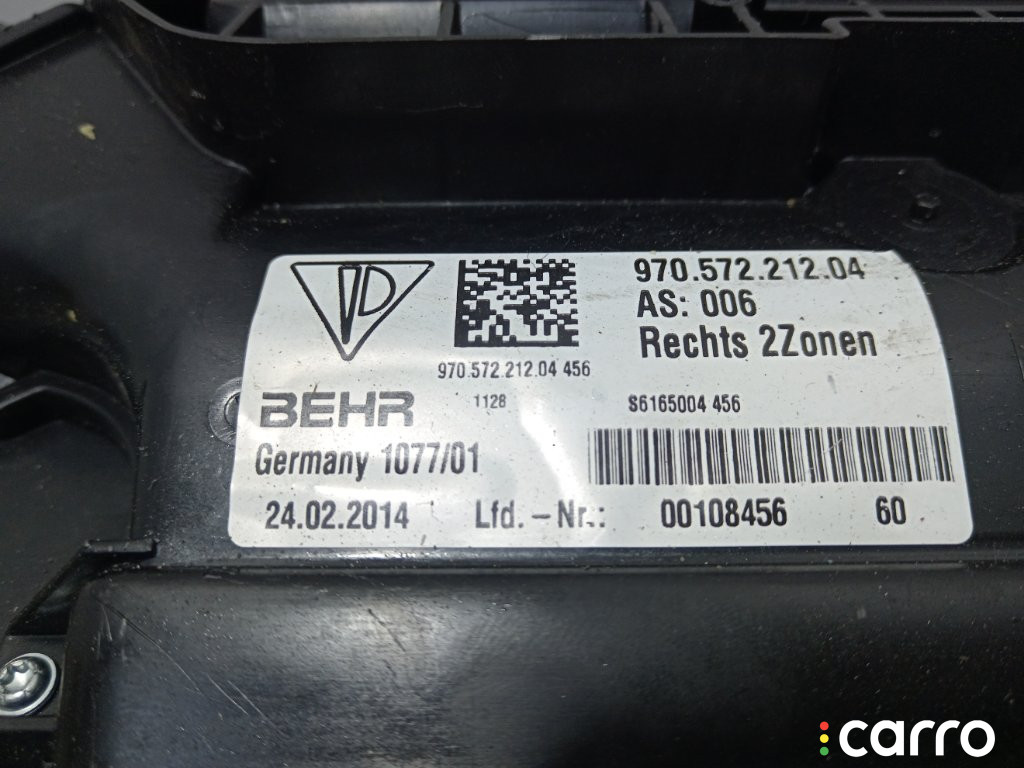 970.572.212.04
AS: 006
Rechts 2Zonen
970.572.212.04 456
BEHR
1128
S6165004 456
Germany 1077/01
24.02.2014
Lfd. - Nr.:
00108456
60
carro